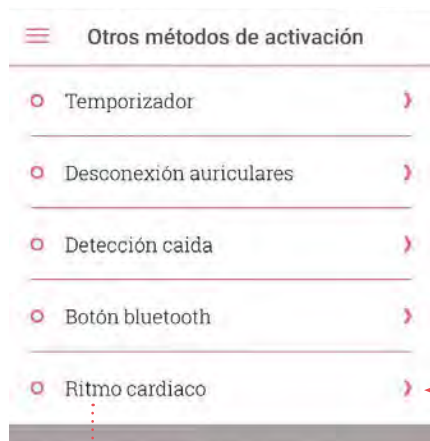 Otros métodos de activación
Temporizador
Desconexión auriculares
Detección caida
Botón bluetooth
Ritmo cardiaco